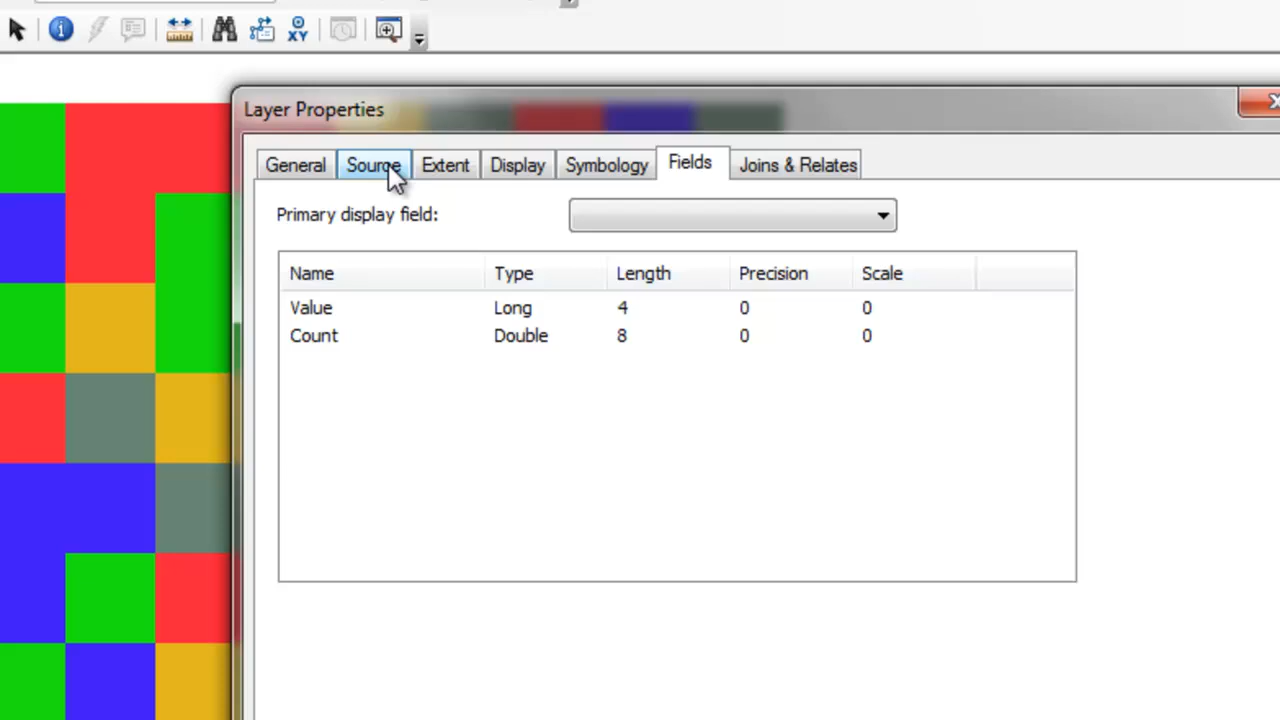 XY
Layer Properties
General Source Extent Display Symbology Fields Joins & Relates
Primary display field:
Name Type Length Precision Scale
Value Long 4 0 0
Count Double 8 0 0